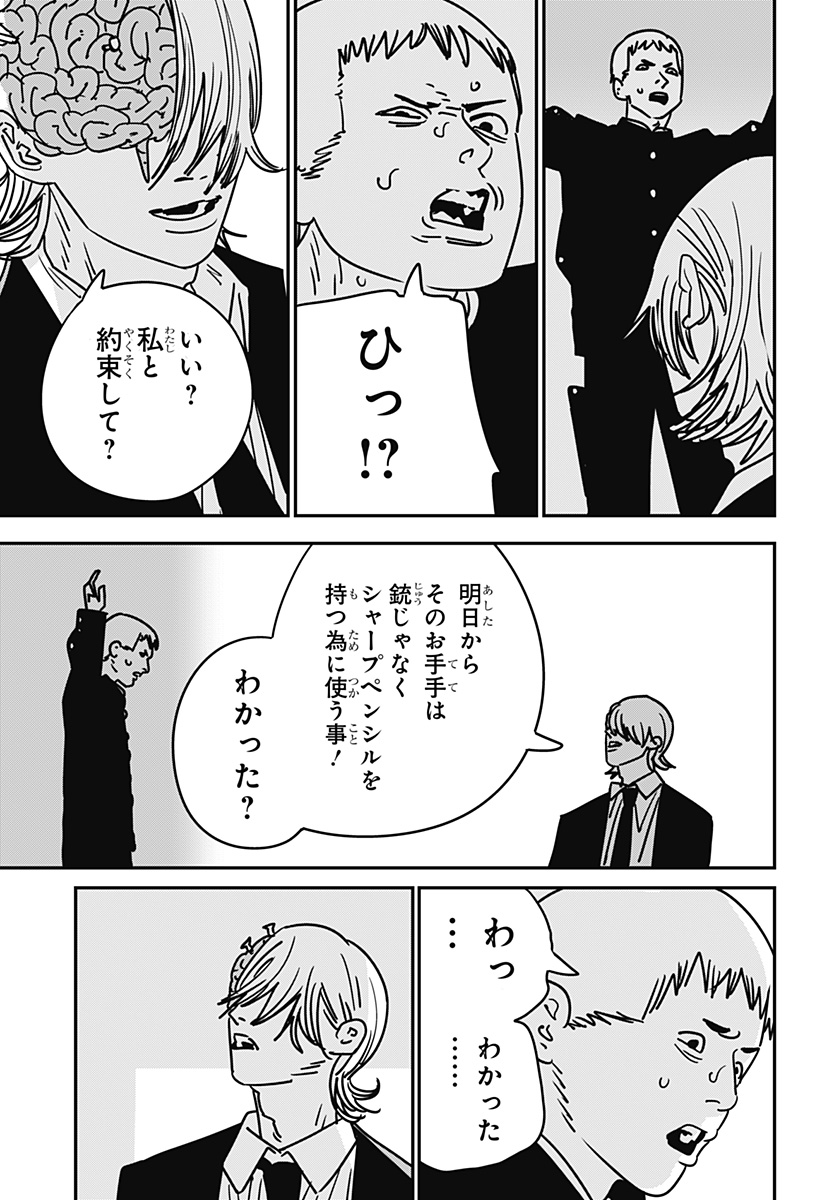 ひっ!?
いい?
私と
約束して?
明日から
そのお手手は
銃じゃなく
シャープペンシルを
持つ為に使う事!
わかった?
わっ
……
わかった
……